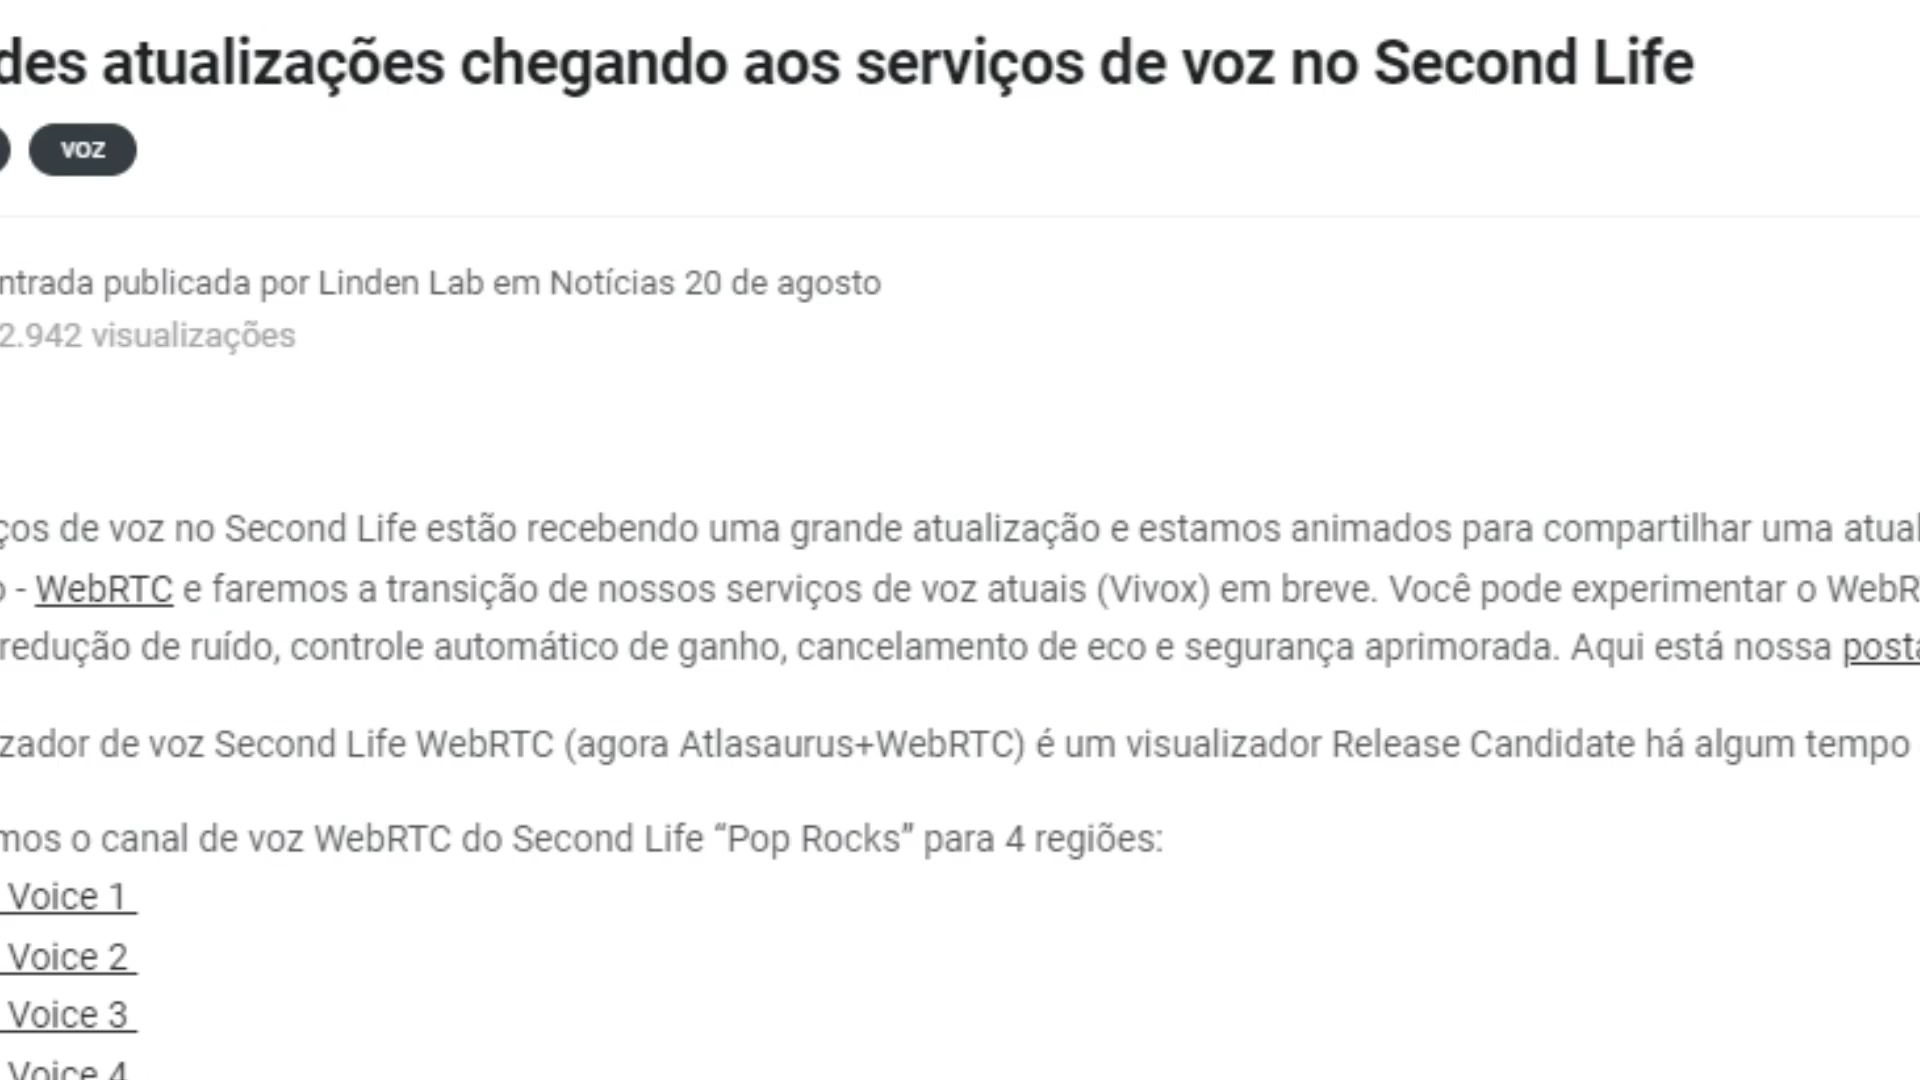 des atualizações chegando aos serviços de voz no Second Life
VOZ
ntrada publicada por Linden Lab em Notícias 20 de agosto
2.942 visualizações
ços de voz no Second Life estão recebendo uma grande atualização e estamos animados para compartilhar uma atual
o - WebRTC e faremos a transição de nossos serviços de voz atuais (Vivox) em breve. Você pode experimentar o WebR
redução de ruído, controle automático de ganho, cancelamento de eco e segurança aprimorada. Aqui está nossa posta
zador de voz Second Life WebRTC (agora Atlasaurus+WebRTC) é um visualizador Release Candidate há algum tempo
mos o canal de voz WebRTC do Second Life “Pop Rocks” para 4 regiões:
Voice 1
Voice 2
Voice 3
Voice 4